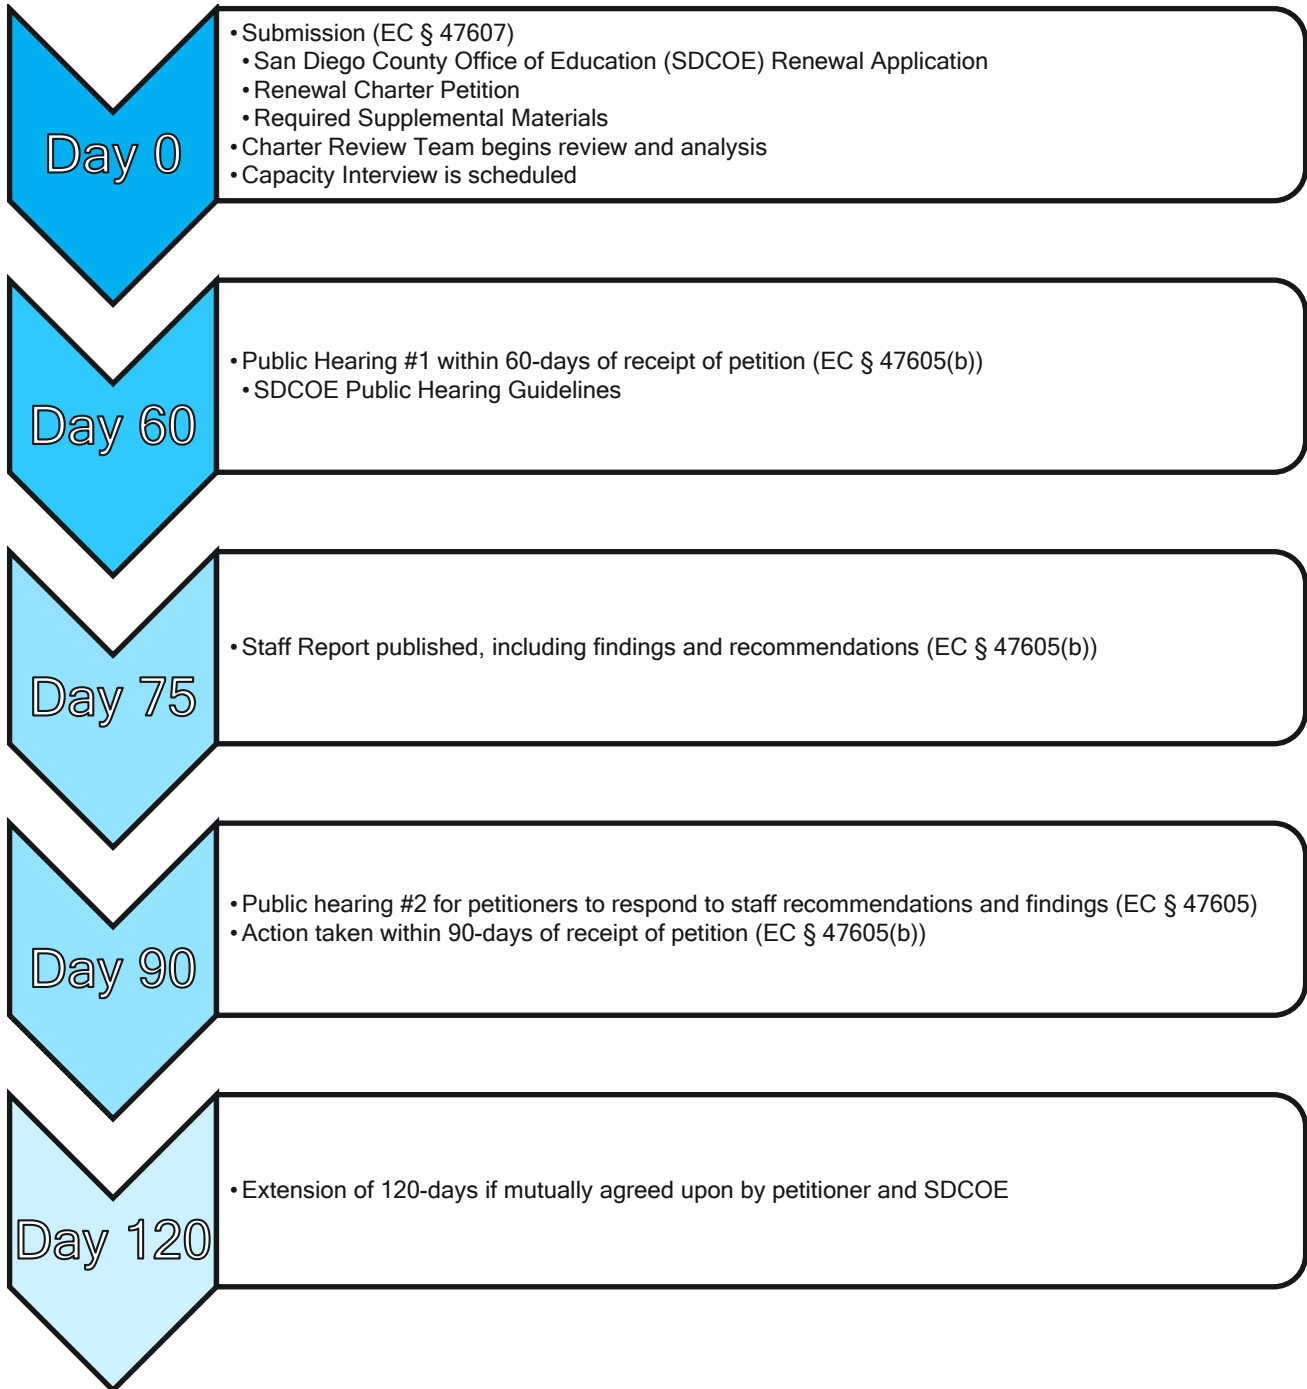 Day 0
• Submission (EC § 47607)
• San Diego County Office of Education (SDCOE) Renewal Application
• Renewal Charter Petition
• Required Supplemental Materials
• Charter Review Team begins review and analysis
• Capacity Interview is scheduled
Day 60
• Public Hearing #1 within 60-days of receipt of petition (EC § 47605(b))
• SDCOE Public Hearing Guidelines
Day 75
• Staff Report published, including findings and recommendations (EC § 47605(b))
Day 90
• Public hearing #2 for petitioners to respond to staff recommendations and findings (EC § 47605)
• Action taken within 90-days of receipt of petition (EC § 47605(b))
Day 120
• Extension of 120-days if mutually agreed upon by petitioner and SDCOE